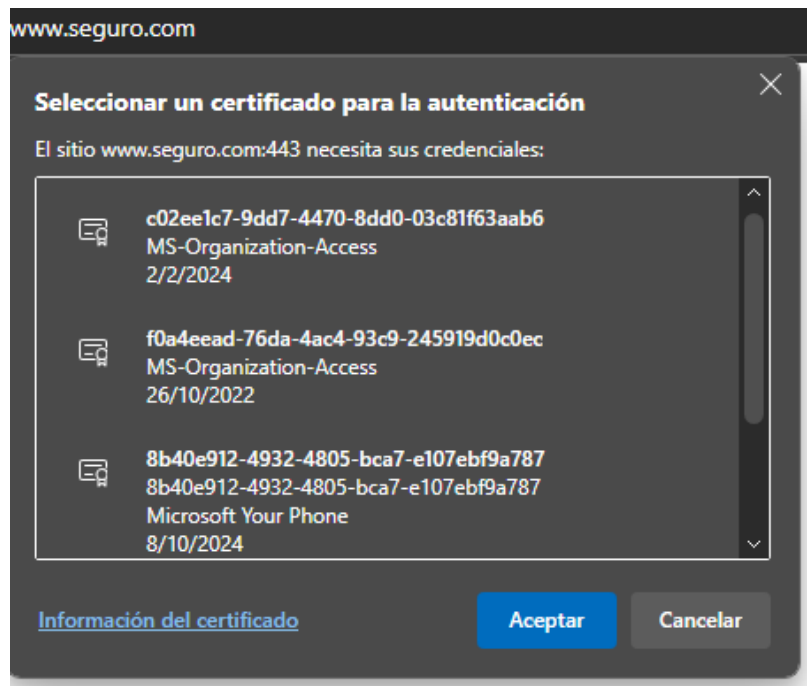 www.seguro.com
Seleccionar un certificado para la autenticación
El sitio www.seguro.com:443 necesita sus credenciales:
c02ee1c7-9dd7-4470-8dd0-03c81f63aab6
MS-Organization-Access
2/2/2024
f0a4eead-76da-4ac4-93c9-245919d0c0ec
MS-Organization-Access
26/10/2022
8b40e912-4932-4805-bca7-e107ebf9a787
8b40e912-4932-4805-bca7-e107ebf9a787
Microsoft Your Phone
8/10/2024
Información del certificado
Aceptar
Cancelar